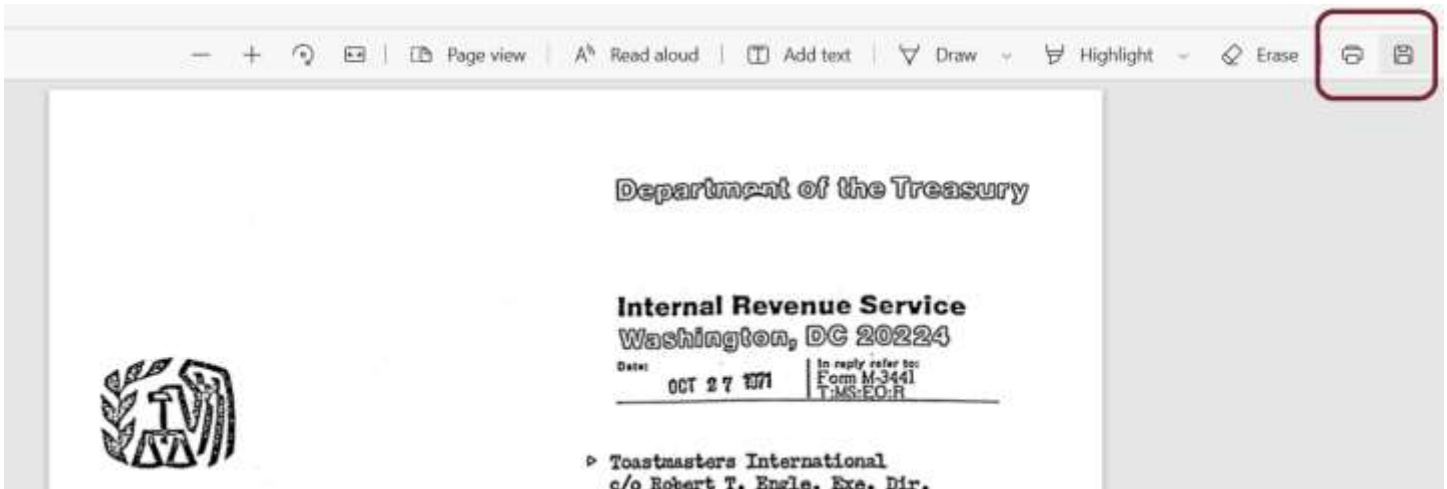 Page view Read aloud Add text Draw Highlight Erase
Department of the Treasury
Internal Revenue Service
Washington, DC 20224
Date: In reply refer to:
OCT 27 1971 Form M-3441
T:MS:EO:R
Toastmasters International
c/o Robert T. Engle, Exe. Dir.